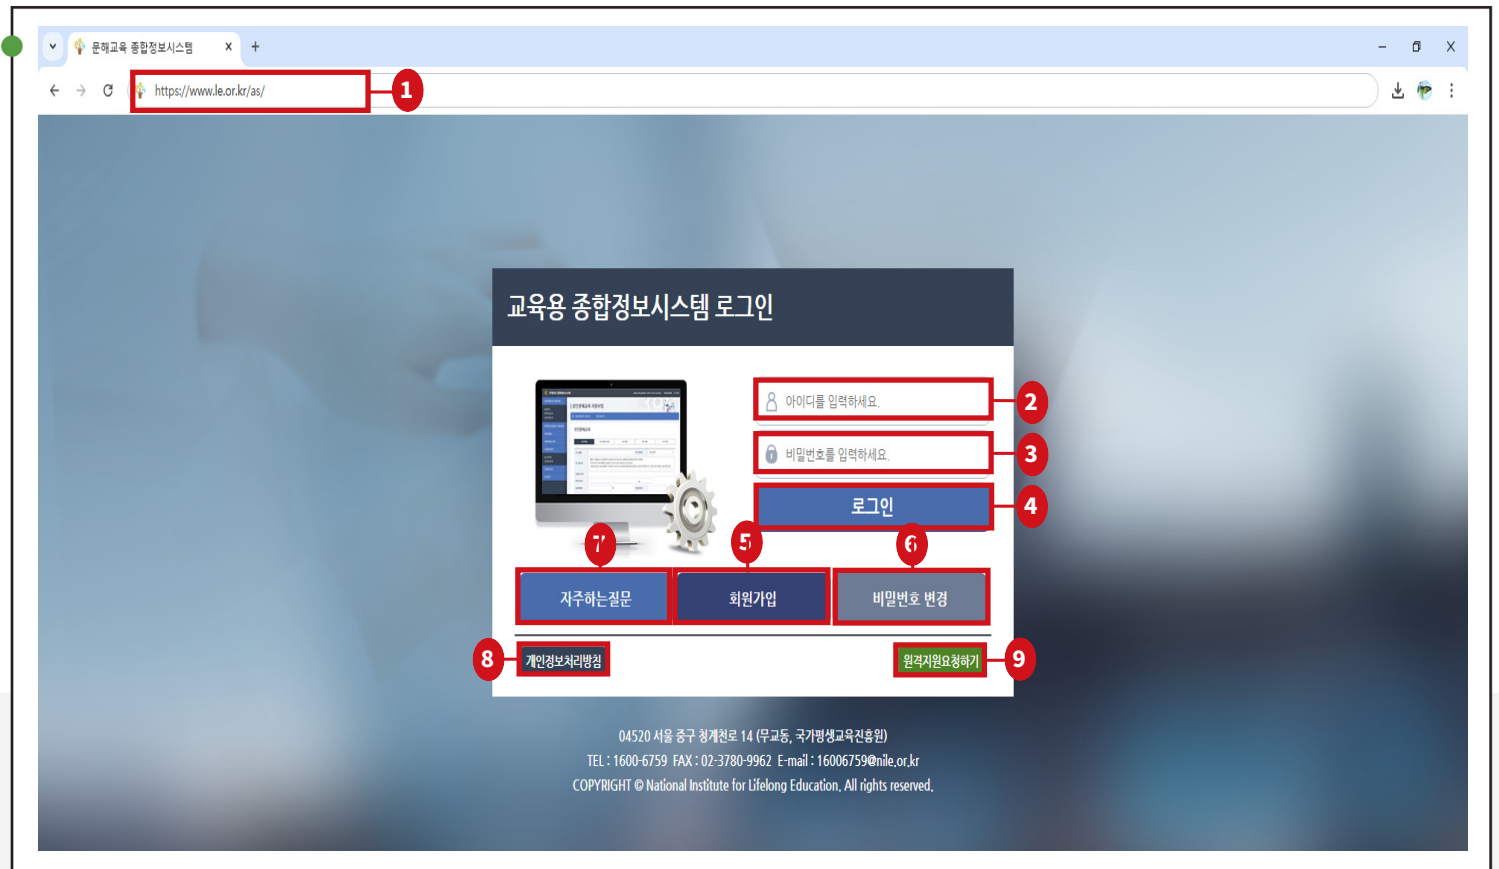 문해교육 종합정보시스템
https://www.le.or.kr/as/
1
교육용 종합정보시스템 로그인
아이디를 입력하세요.
2
비밀번호를 입력하세요.
3
로그인
4
7
5
6
자주하는질문
회원가입
비밀번호 변경
8
개인정보처리방침
원격지원요청하기
9
04520 서울 중구 청계천로 14 (무교동, 국가평생교육진흥원)
TEL : 1600-6759 FAX : 02-3780-9962 E-mail : 16006759@nile.or.kr
COPYRIGHT © National Institute for Lifelong Education. All rights reserved.